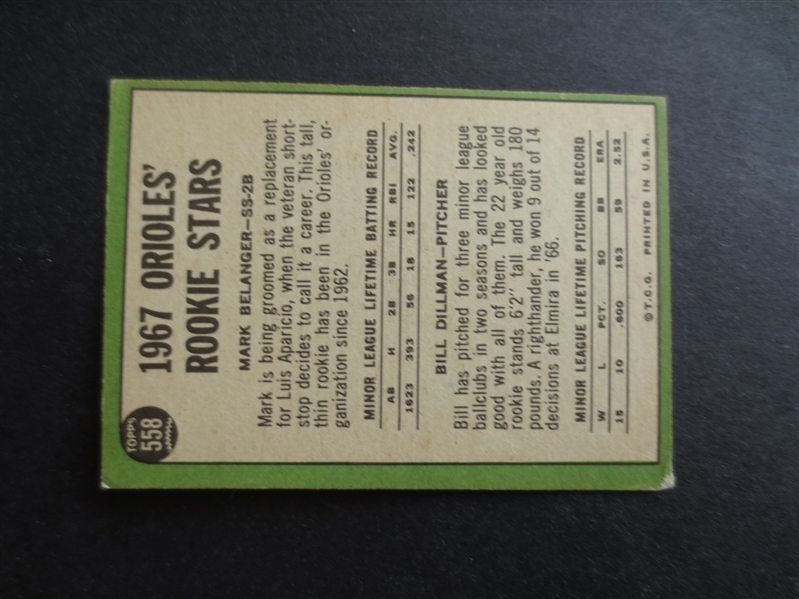 TOPPS
558
1967 ORIOLES'
ROOKIE STARS
MARK BELANGER—SS-2B
Mark is being groomed as a replacement
for Luis Aparicio, when the veteran short-
stop decides to call it a career. This tall,
thin rookie has been in the Orioles' or-
ganization since 1962.
MINOR LEAGUE LIFETIME BATTING RECORD
AB H 2B 3B HR RBI AVG.
1623 393 56 18 15 122 .242
BILL DILLMAN—PITCHER
Bill has pitched for three minor league
ballclubs in two seasons and has looked
good with all of them. The 22 year old
rookie stands 6'2" tall and weighs 180
pounds. A righthander, he won 9 out of 14
decisions at Elmira in '66.
MINOR LEAGUE LIFETIME PITCHING RECORD
W L PCT. SO BB ERA
15 10 .600 163 59 2.52
© T.C.G. PRINTED IN U.S.A.